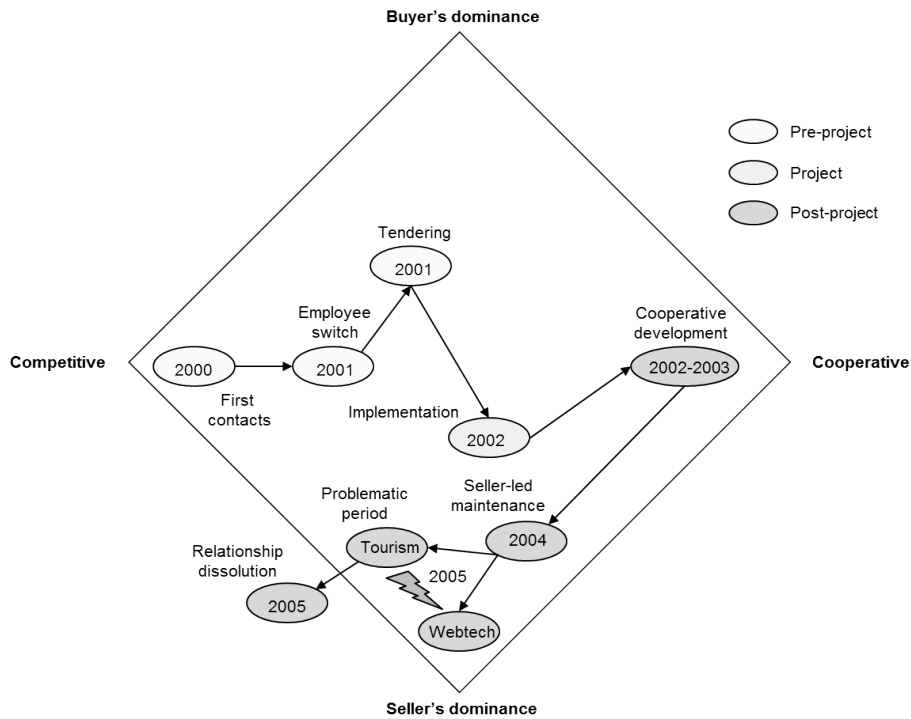 Buyer’s dominance
Pre-project
Project
Post-project
Tendering
2001
Employee
switch
2001
Cooperative
development
2002-2003
Competitive
Cooperative
2000
First
contacts
Implementation
2002
Seller-led
maintenance
2004
Problematic
period
Tourism
Relationship
dissolution
2005
2005
Webtech
Seller’s dominance